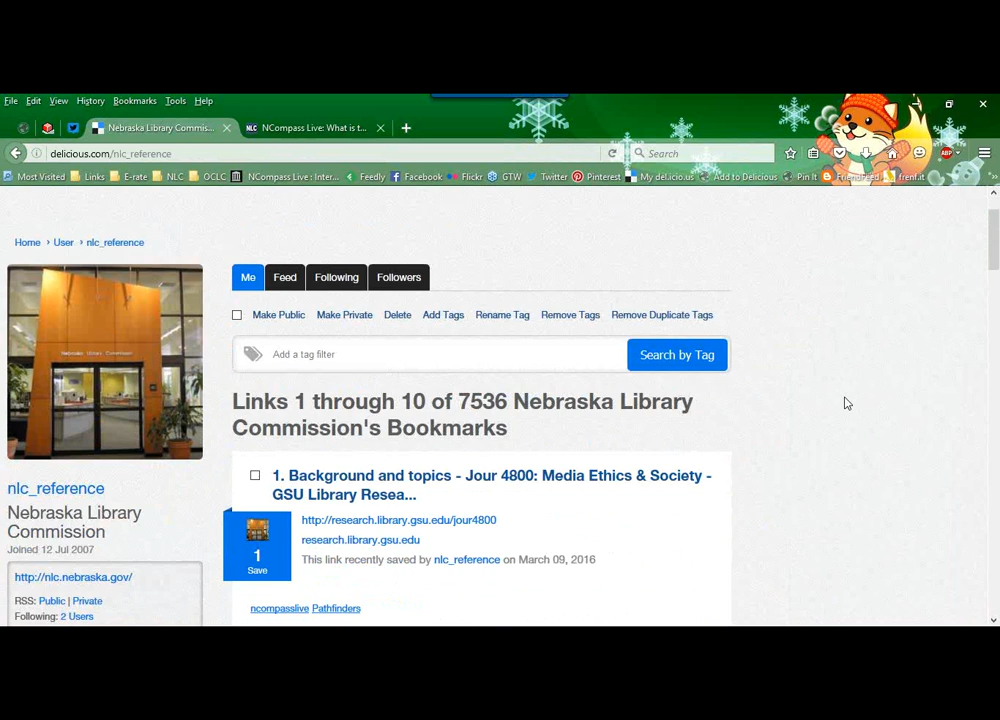 File Edit View History Bookmarks Tools Help
Nebraska Library Commis... NLC NCompass Live: What is t...
delicious.com/nlc_reference Search
Most Visited Links E-rate NLC OCLC NCompass Live : Inter... Feedly Facebook Flickr GTW Twitter Pinterest My del.icio.us Add to Delicious Pin It FriendFeed frenf.it
Home › User › nlc_reference
Me Feed Following Followers
Make Public Make Private Delete Add Tags Rename Tag Remove Tags Remove Duplicate Tags
Add a tag filter Search by Tag
Links 1 through 10 of 7536 Nebraska Library
Commission's Bookmarks
1. Background and topics - Jour 4800: Media Ethics & Society -
GSU Library Resea...
http://research.library.gsu.edu/jour4800
research.library.gsu.edu
This link recently saved by nlc_reference on March 09, 2016
1
Save
ncompasslive Pathfinders
Nebraska Library Commission
nlc_reference
Nebraska Library
Commission
Joined 12 Jul 2007
http://nlc.nebraska.gov/
RSS: Public | Private
Following: 2 Users
ABP